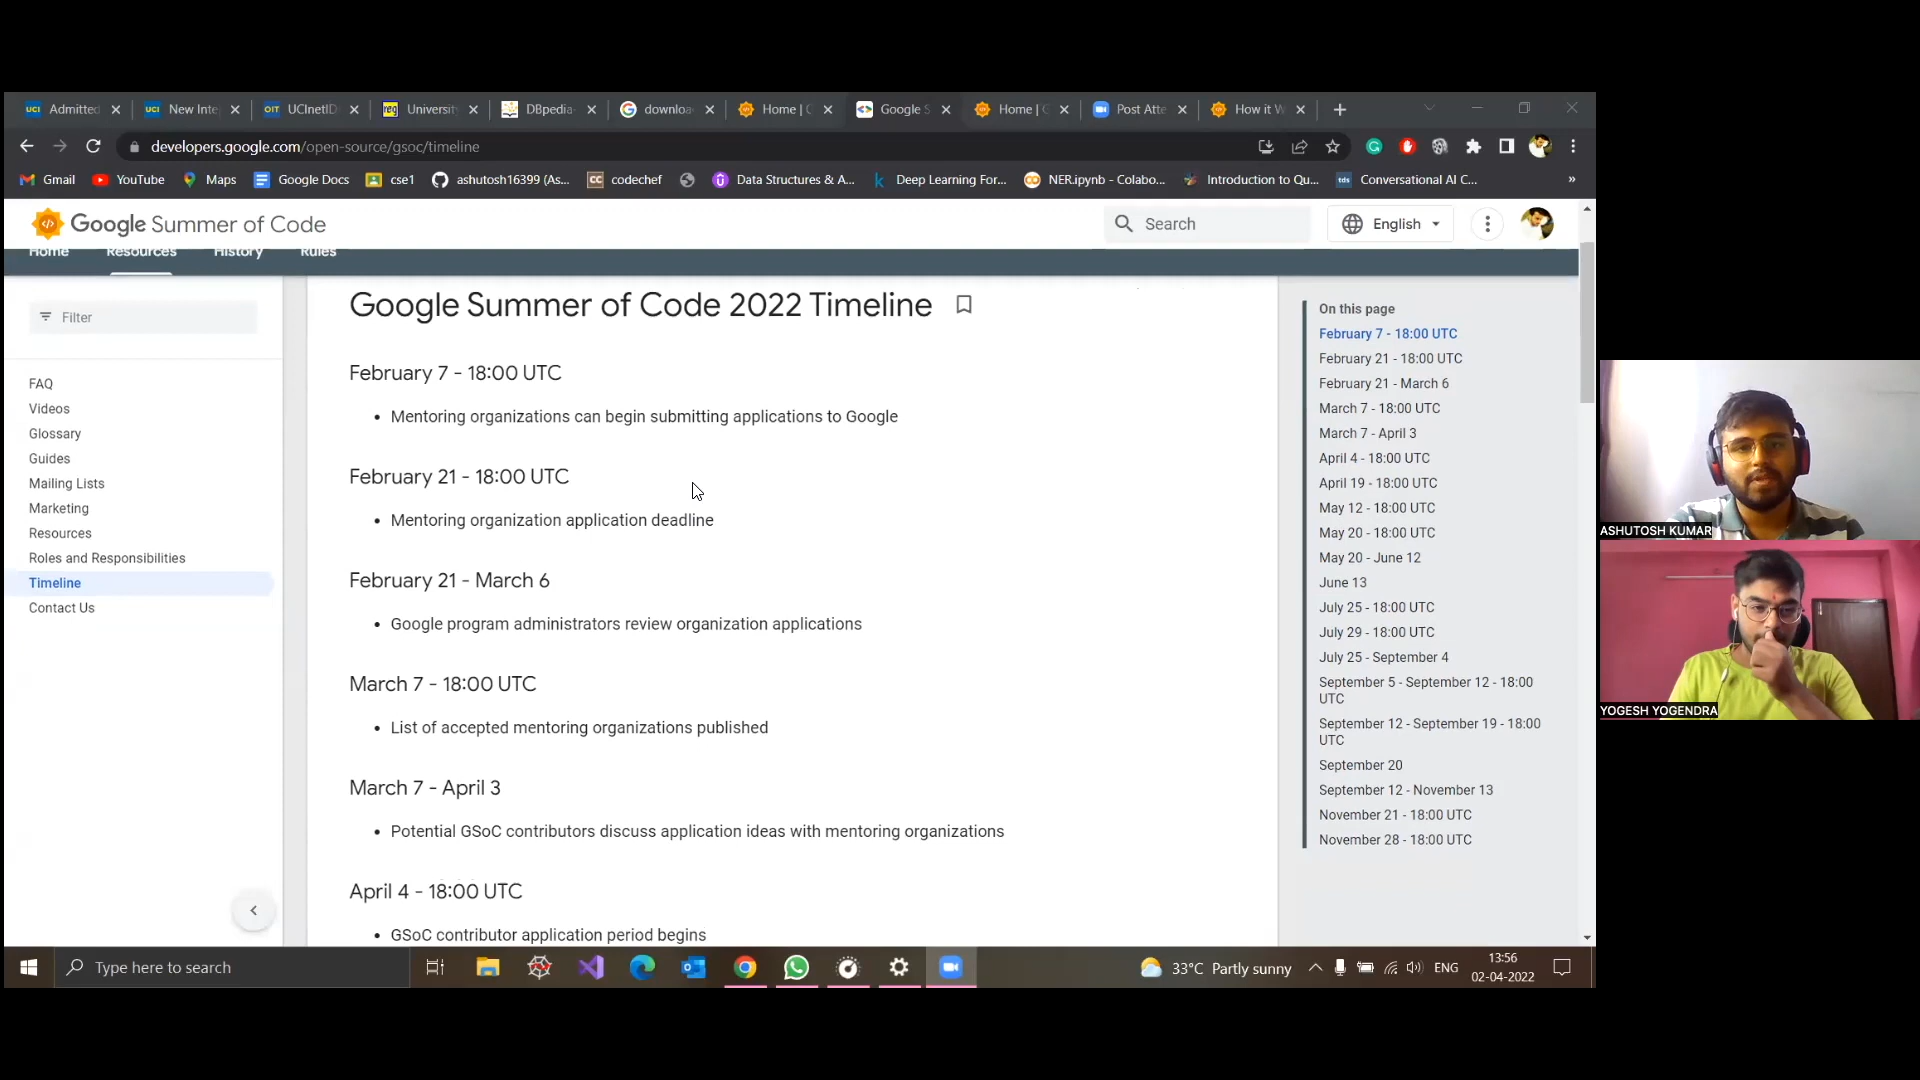 Admitted
New Inte
UCInetID
University
DBpedia
downloa
Home | G
Google S
Home | G
Post Atte
How it W
developers.google.com/open-source/gsoc/timeline
Gmail
YouTube
Maps
Google Docs
cse1
ashutosh16399 (As...
codechef
Data Structures & A...
Deep Learning For...
NER.ipynb - Colabo...
Introduction to Qu...
Conversational AI C...
»
Google Summer of Code
Search
English
Home
Resources
History
Rules
Filter
FAQ
Videos
Glossary
Guides
Mailing Lists
Marketing
Resources
Roles and Responsibilities
Timeline
Contact Us
Google Summer of Code 2022 Timeline
February 7 - 18:00 UTC
• Mentoring organizations can begin submitting applications to Google
February 21 - 18:00 UTC
• Mentoring organization application deadline
February 21 - March 6
• Google program administrators review organization applications
March 7 - 18:00 UTC
• List of accepted mentoring organizations published
March 7 - April 3
• Potential GSoC contributors discuss application ideas with mentoring organizations
April 4 - 18:00 UTC
• GSoC contributor application period begins
On this page
February 7 - 18:00 UTC
February 21 - 18:00 UTC
February 21 - March 6
March 7 - 18:00 UTC
March 7 - April 3
April 4 - 18:00 UTC
April 19 - 18:00 UTC
May 12 - 18:00 UTC
May 20 - 18:00 UTC
May 20 - June 12
June 13
July 25 - 18:00 UTC
July 29 - 18:00 UTC
July 25 - September 4
September 5 - September 12 - 18:00
UTC
September 12 - September 19 - 18:00
UTC
September 20
September 12 - November 13
November 21 - 18:00 UTC
November 28 - 18:00 UTC
ASHUTOSH KUMAR
YOGESH YOGENDRA
Type here to search
33°C Partly sunny
ENG
13:56
02-04-2022